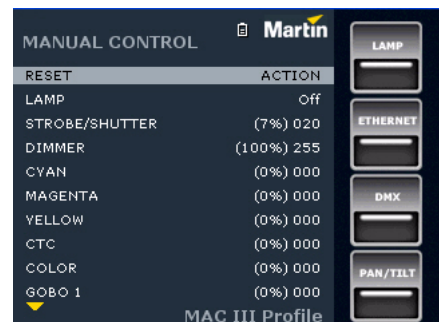 MANUAL CONTROL
Martin
RESET ACTION
LAMP Off
STROBE/SHUTTER (7%) 020
DIMMER (100%) 255
CYAN (0%) 000
MAGENTA (0%) 000
YELLOW (0%) 000
CTC (0%) 000
COLOR (0%) 000
GOBO 1 (0%) 000
MAC III Profile
LAMP
ETHERNET
DMX
PAN/TILT